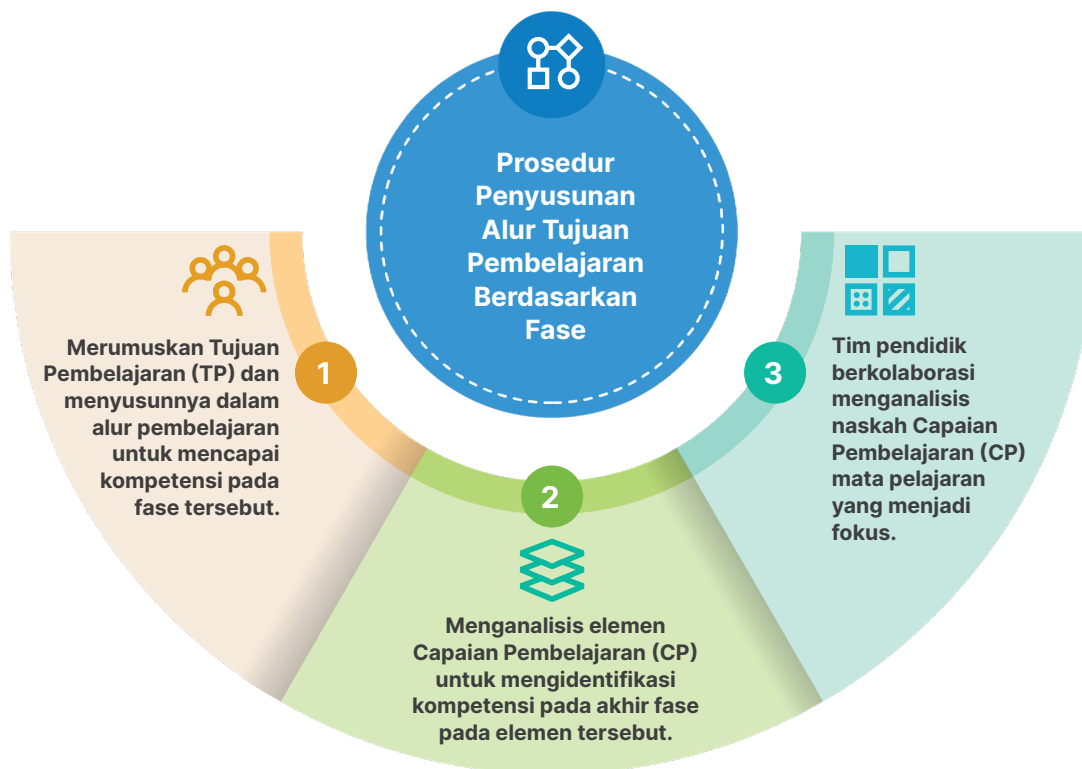 Prosedur
Penyusunan
Alur Tujuan
Pembelajaran
Berdasarkan
Fase
1
Merumuskan Tujuan
Pembelajaran (TP) dan
menyusunnya dalam
alur pembelajaran
untuk mencapai
kompetensi pada
fase tersebut.
2
Menganalisis elemen
Capaian Pembelajaran (CP)
untuk mengidentifikasi
kompetensi pada akhir fase
pada elemen tersebut.
3
Tim pendidik
berkolaborasi
menganalisis
naskah Capaian
Pembelajaran (CP)
mata pelajaran
yang menjadi
fokus.